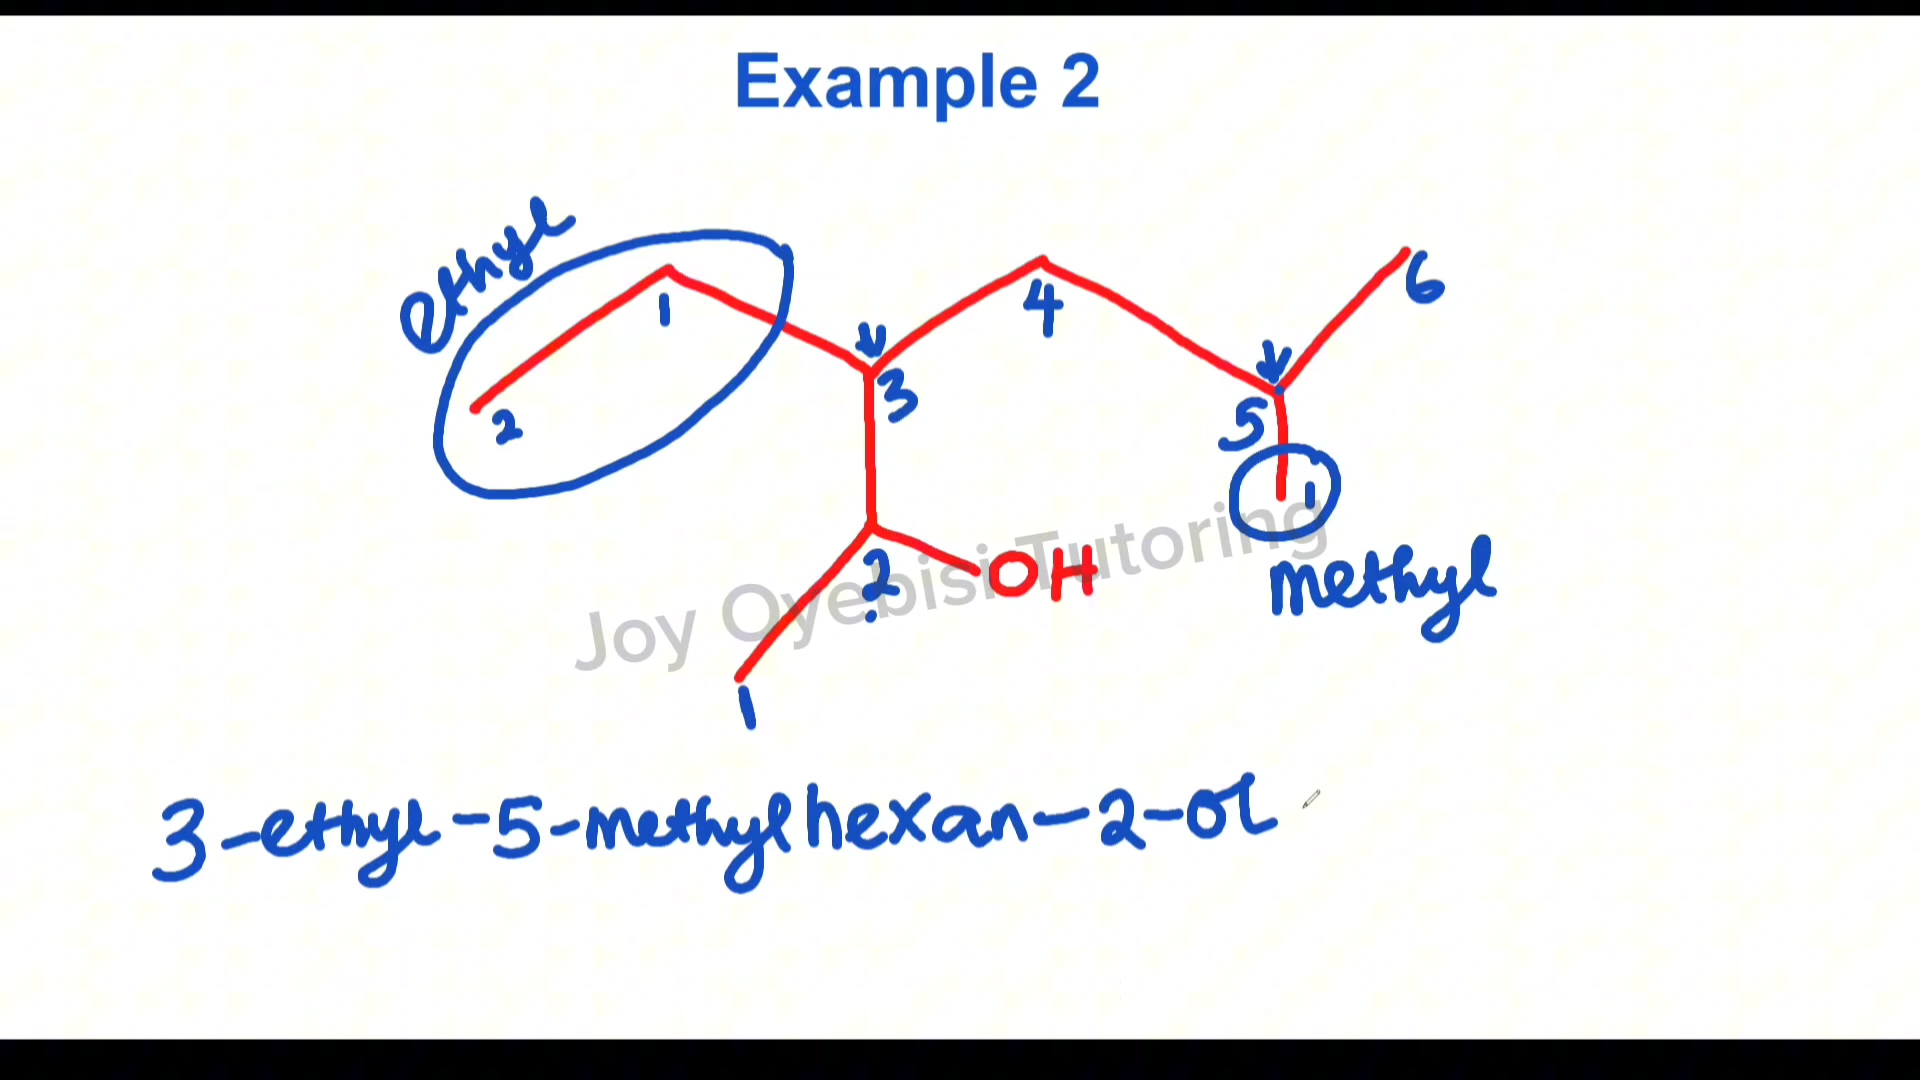 Example 2
ethyl
1
2
3
4
5
6
1
methyl
2
OH
1
Joy Oyebisi Tutoring
3-ethyl-5-methylhexan-2-ol